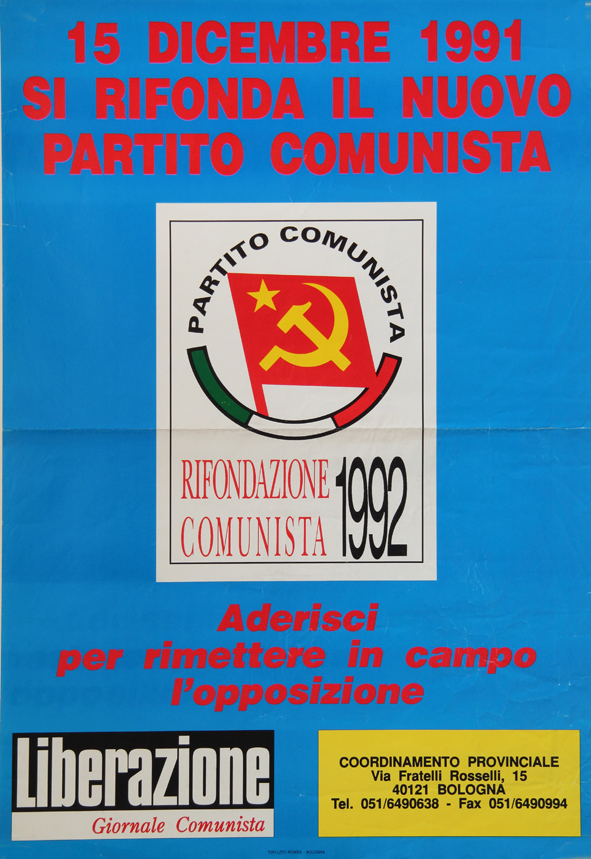 15 DICEMBRE 1991
SI RIFONDA IL NUOVO
PARTITO COMUNISTA
PARTITO COMUNISTA
RIFONDAZIONE
COMUNISTA
1992
Aderisci
per rimettere in campo
l'opposizione
Liberazione
Giornale Comunista
COORDINAMENTO PROVINCIALE
Via Fratelli Rosselli, 15
40121 BOLOGNA
Tel. 051/6490638 - Fax 051/6490994